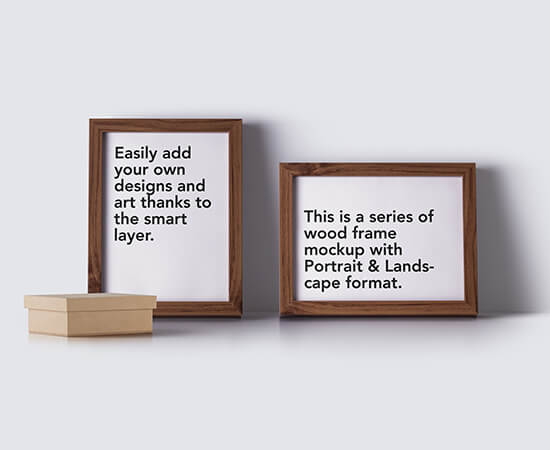 Easily add
your own
designs and
art thanks to
the smart
layer.
This is a series of
wood frame
mockup with
Portrait & Lands-
cape format.